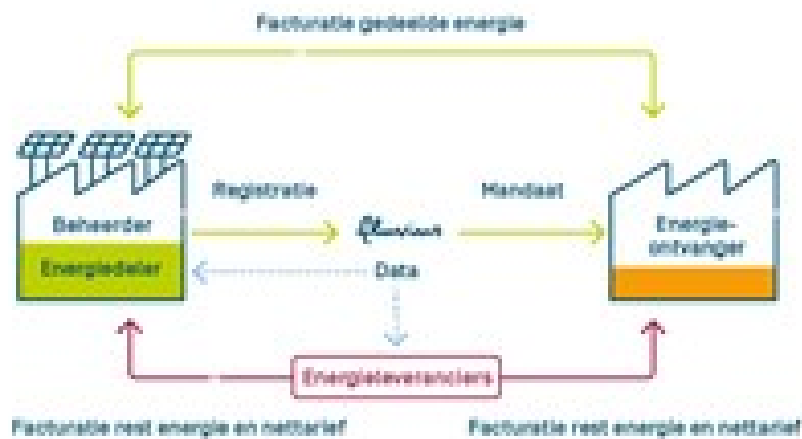 Facturatie gedeelde energie
Registratie
Mandaat
Beheerder
Energiedeler
Fluvius
Data
Energie-
ontvanger
Energieleveranciers
Facturatie rest energie en nettarief
Facturatie rest energie en nettarief